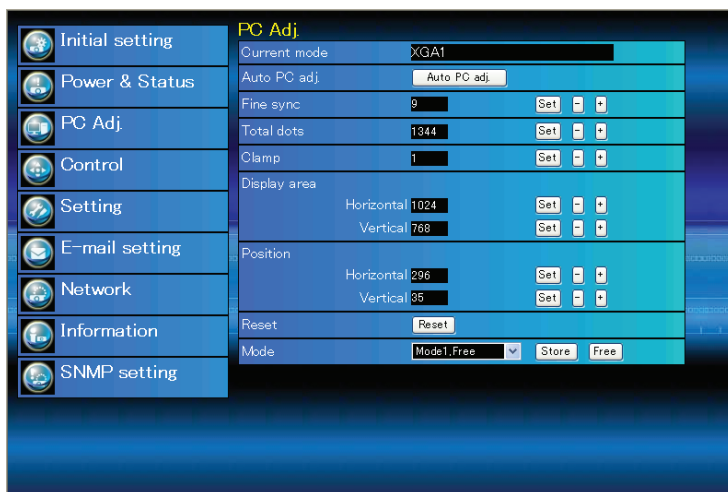 Initial setting
Power & Status
PC Adj.
Control
Setting
E-mail setting
Network
Information
SNMP setting
PC Adj.
Current mode XGA1
Auto PC adj. Auto PC adj.
Fine sync 9 Set - +
Total dots 1344 Set - +
Clamp 1 Set - +
Display area
Horizontal 1024 Set - +
Vertical 768 Set - +
Position
Horizontal 296 Set - +
Vertical 35 Set - +
Reset Reset
Mode Mode1,Free Store Free